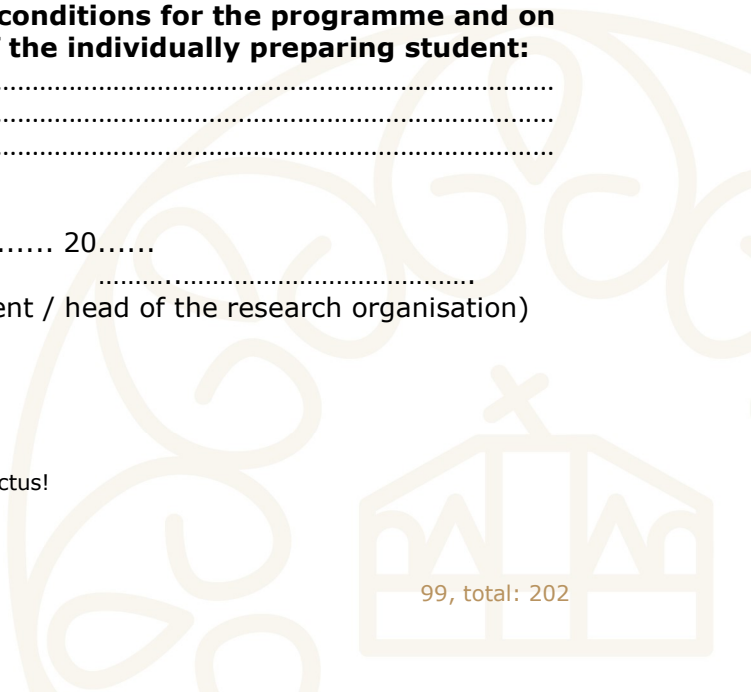 conditions for the programme and on
the individually preparing student:
.....................................................................................
.....................................................................................
.....................................................................................
...... 20......
..................................................
ent / head of the research organisation)
ctus!
99, total: 202